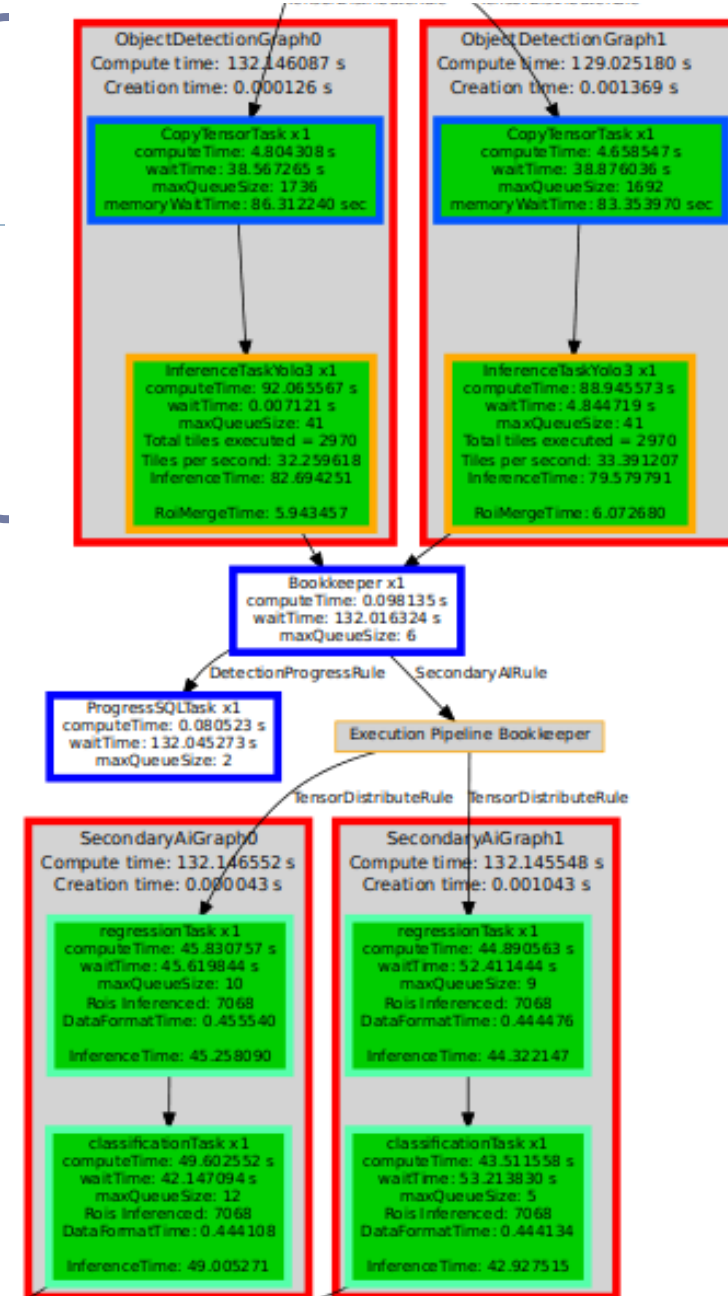 ObjectDetectionGraph0
Compute time: 132.146087 s
Creation time: 0.000126 s
CopyTensorTask x1
computeTime: 4.804308 s
waitTime: 38.567265 s
maxQueueSize: 1736
memoryWaitTime: 86.312240 sec
InferenceTaskYolo3 x1
computeTime: 92.065567 s
waitTime: 0.007121 s
maxQueueSize: 41
Total tiles executed = 2970
Tiles per second: 32.259618
InferenceTime: 82.694251
RoiMergeTime: 5.943457
ObjectDetectionGraph1
Compute time: 129.025180 s
Creation time: 0.001369 s
CopyTensorTask x1
computeTime: 4.658547 s
waitTime: 38.876036 s
maxQueueSize: 1692
memoryWaitTime: 83.353970 sec
InferenceTaskYolo3 x1
computeTime: 88.945573 s
waitTime: 4.844719 s
maxQueueSize: 41
Total tiles executed = 2970
Tiles per second: 33.391207
InferenceTime: 79.579791
RoiMergeTime: 6.072680
Bookkeeper x1
computeTime: 0.098135 s
waitTime: 132.016324 s
maxQueueSize: 6
DetectionProgressRule
SecondaryAIRule
ProgressSQLTask x1
computeTime: 0.080523 s
waitTime: 132.045273 s
maxQueueSize: 2
Execution Pipeline Bookkeeper
TensorDistributeRule
TensorDistributeRule
SecondaryAiGraph0
Compute time: 132.146552 s
Creation time: 0.000043 s
regressionTask x1
computeTime: 45.830757 s
waitTime: 45.619844 s
maxQueueSize: 10
Rois Inferenced: 7068
DataFormatTime: 0.455540
InferenceTime: 45.258090
classificationTask x1
computeTime: 49.602552 s
waitTime: 42.147094 s
maxQueueSize: 12
Rois Inferenced: 7068
DataFormatTime: 0.444108
InferenceTime: 49.005271
SecondaryAiGraph1
Compute time: 132.145548 s
Creation time: 0.001043 s
regressionTask x1
computeTime: 44.890563 s
waitTime: 52.411444 s
maxQueueSize: 9
Rois Inferenced: 7068
DataFormatTime: 0.444476
InferenceTime: 44.322147
classificationTask x1
computeTime: 43.511558 s
waitTime: 53.213830 s
maxQueueSize: 5
Rois Inferenced: 7068
DataFormatTime: 0.444134
InferenceTime: 42.927515